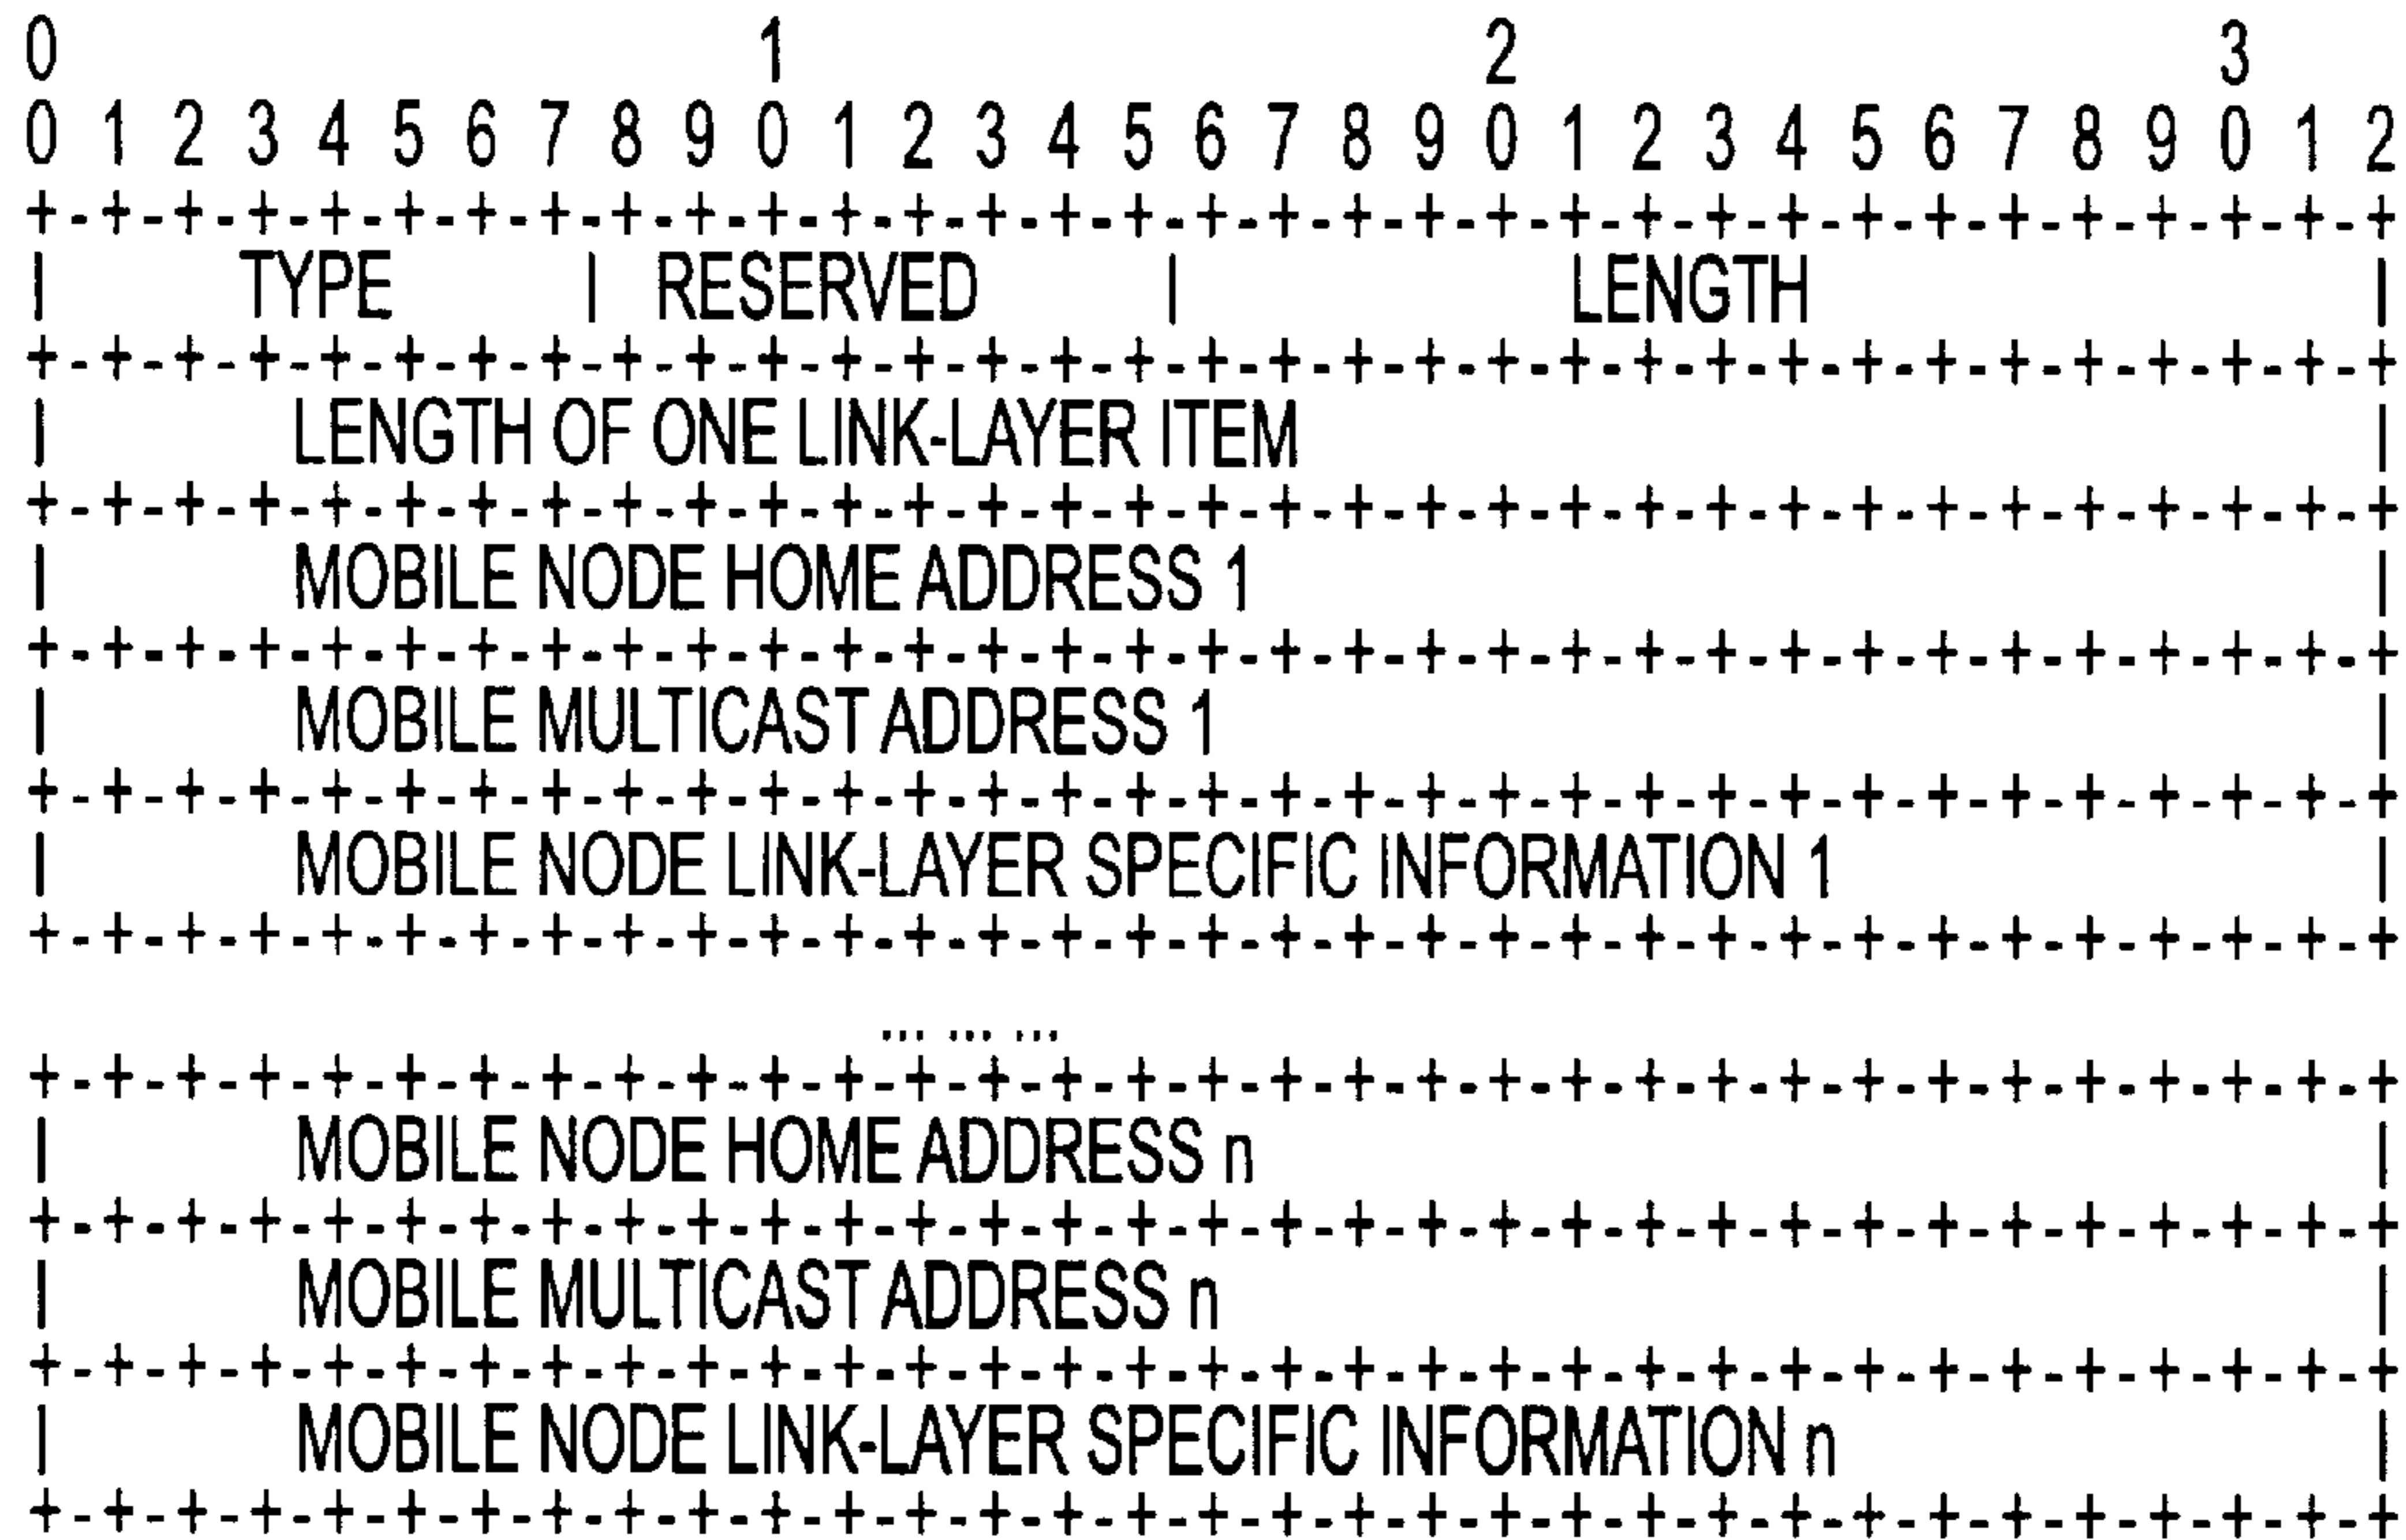 0 1 2 3
0 1 2 3 4 5 6 7 8 9 0 1 2 3 4 5 6 7 8 9 0 1 2 3 4 5 6 7 8 9 0 1 2
+-+-+-+-+-+-+-+-+-+-+-+-+-+-+-+-+-+-+-+-+-+-+-+-+-+-+-+-+-+-+-+-+
| TYPE | RESERVED | LENGTH |
+-+-+-+-+-+-+-+-+-+-+-+-+-+-+-+-+-+-+-+-+-+-+-+-+-+-+-+-+-+-+-+-+
| LENGTH OF ONE LINK-LAYER ITEM |
+-+-+-+-+-+-+-+-+-+-+-+-+-+-+-+-+-+-+-+-+-+-+-+-+-+-+-+-+-+-+-+-+
| MOBILE NODE HOME ADDRESS 1 |
+-+-+-+-+-+-+-+-+-+-+-+-+-+-+-+-+-+-+-+-+-+-+-+-+-+-+-+-+-+-+-+-+
| MOBILE MULTICAST ADDRESS 1 |
+-+-+-+-+-+-+-+-+-+-+-+-+-+-+-+-+-+-+-+-+-+-+-+-+-+-+-+-+-+-+-+-+
| MOBILE NODE LINK-LAYER SPECIFIC INFORMATION 1 |
+-+-+-+-+-+-+-+-+-+-+-+-+-+-+-+-+-+-+-+-+-+-+-+-+-+-+-+-+-+-+-+-+
... ... ...
+-+-+-+-+-+-+-+-+-+-+-+-+-+-+-+-+-+-+-+-+-+-+-+-+-+-+-+-+-+-+-+-+
| MOBILE NODE HOME ADDRESS n |
+-+-+-+-+-+-+-+-+-+-+-+-+-+-+-+-+-+-+-+-+-+-+-+-+-+-+-+-+-+-+-+-+
| MOBILE MULTICAST ADDRESS n |
+-+-+-+-+-+-+-+-+-+-+-+-+-+-+-+-+-+-+-+-+-+-+-+-+-+-+-+-+-+-+-+-+
| MOBILE NODE LINK-LAYER SPECIFIC INFORMATION n |
+-+-+-+-+-+-+-+-+-+-+-+-+-+-+-+-+-+-+-+-+-+-+-+-+-+-+-+-+-+-+-+-+